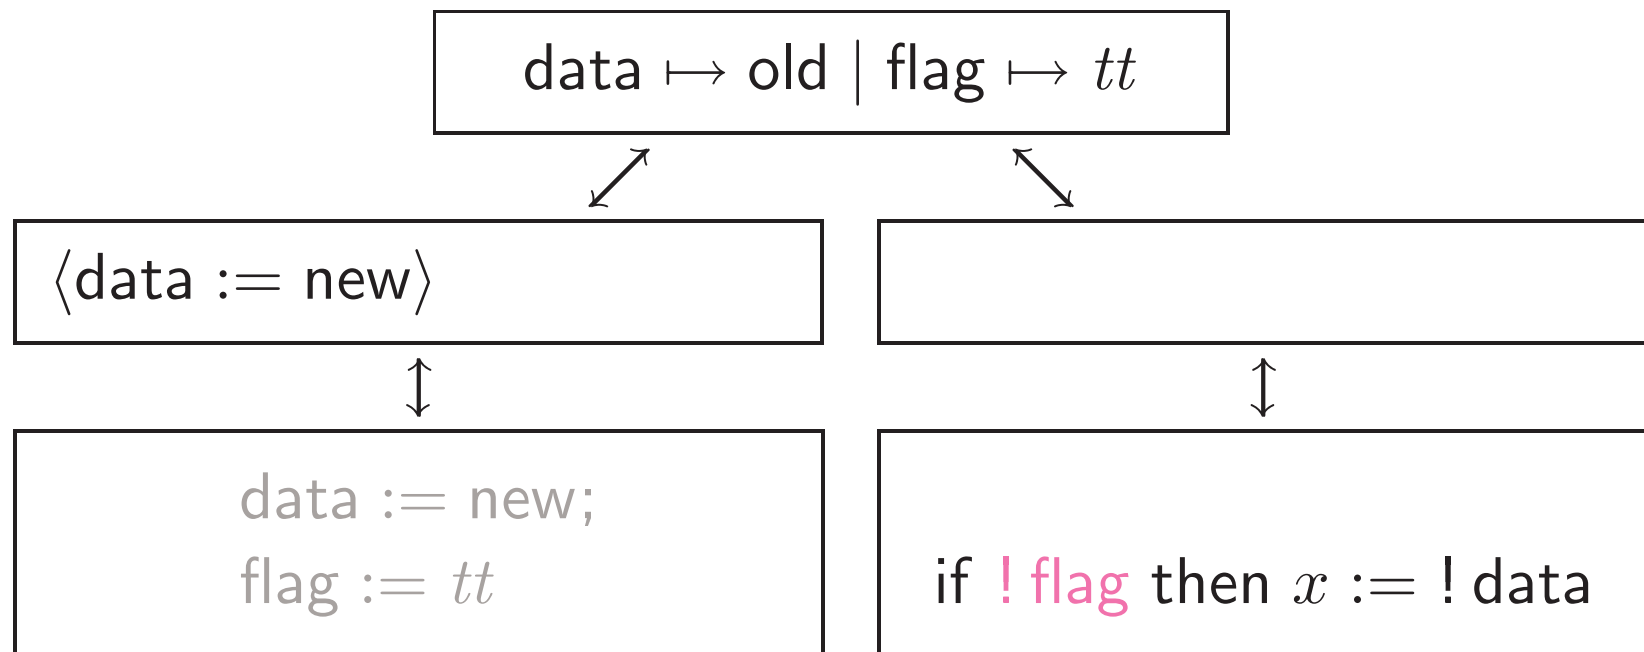 data ↦ old | flag ↦ tt
⟨data := new⟩
data := new;
flag := tt
if ! flag then x := ! data